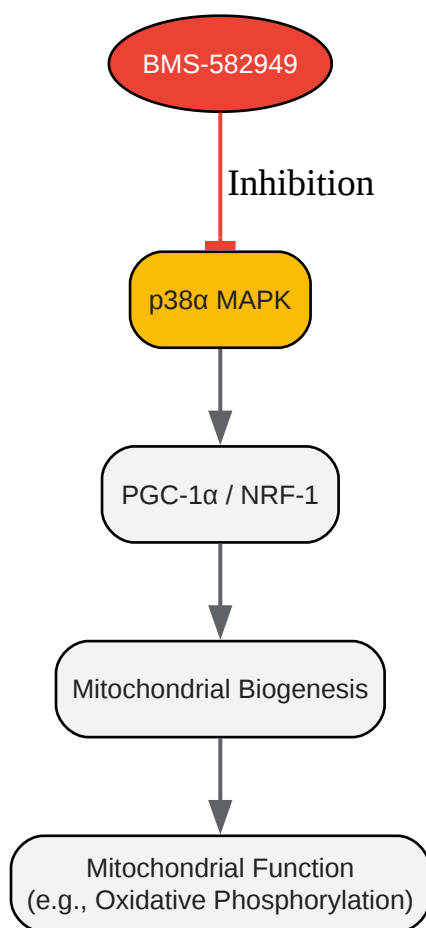 BMS-582949
Inhibition
p38α MAPK
PGC-1α / NRF-1
Mitochondrial Biogenesis
Mitochondrial Function
(e.g., Oxidative Phosphorylation)